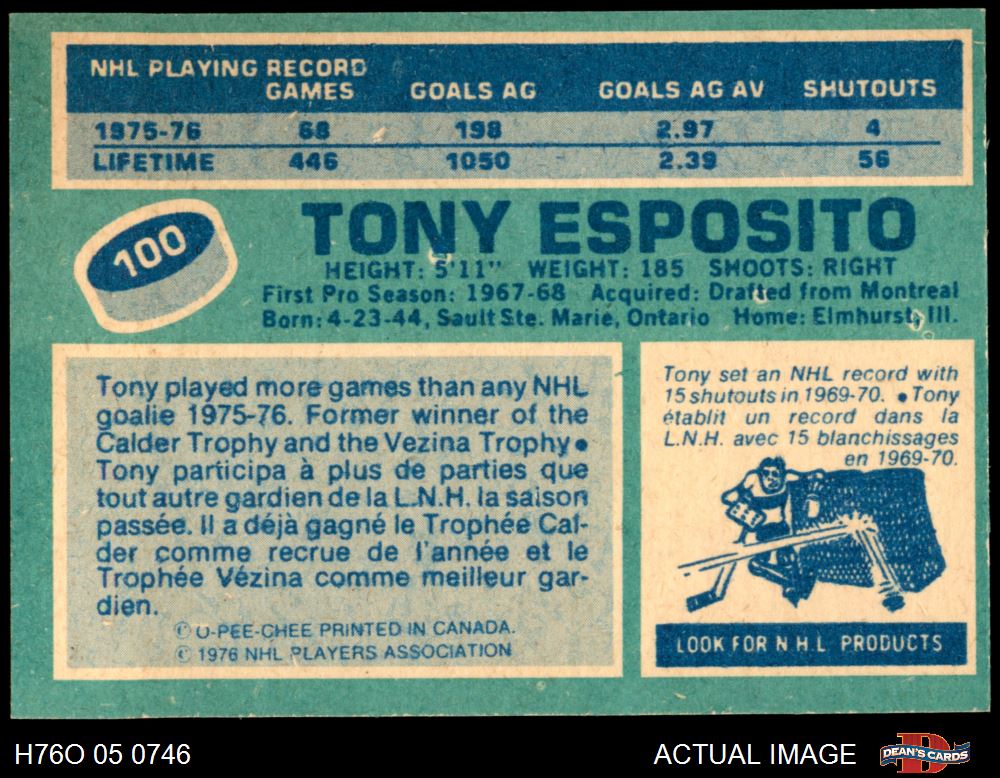 NHL PLAYING RECORD
GAMES GOALS AG GOALS AG AV SHUTOUTS
1975-76 68 198 2.97 4
LIFETIME 446 1050 2.39 56
100
TONY ESPOSITO
HEIGHT: 5'11" WEIGHT: 185 SHOOTS: RIGHT
First Pro Season: 1967-68 Acquired: Drafted from Montreal
Born: 4-23-44, Sault Ste. Marie, Ontario Home: Elmhurst, Ill.
Tony played more games than any NHL
goalie 1975-76. Former winner of the
Calder Trophy and the Vezina Trophy •
Tony participa à plus de parties que
tout autre gardien de la L.N.H. la saison
passée. Il a déjà gagné le Trophée Cal-
der comme recrue de l'année et le
Trophée Vézina comme meilleur gar-
dien.
© O-PEE-CHEE PRINTED IN CANADA.
© 1976 NHL PLAYERS ASSOCIATION
Tony set an NHL record with
15 shutouts in 1969-70. • Tony
établit un record dans la
L.N.H. avec 15 blanchissages
en 1969-70.
LOOK FOR N.H.L PRODUCTS
H76O 05 0746
ACTUAL IMAGE
D
DEAN'S CARDS